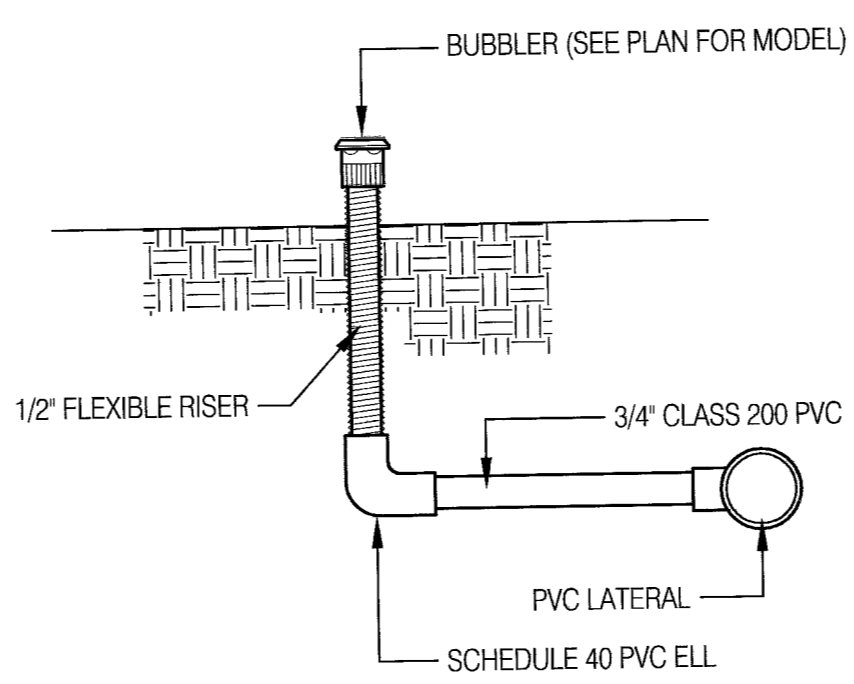 BUBBLER (SEE PLAN FOR MODEL)
1/2" FLEXIBLE RISER
3/4" CLASS 200 PVC
PVC LATERAL
SCHEDULE 40 PVC ELL